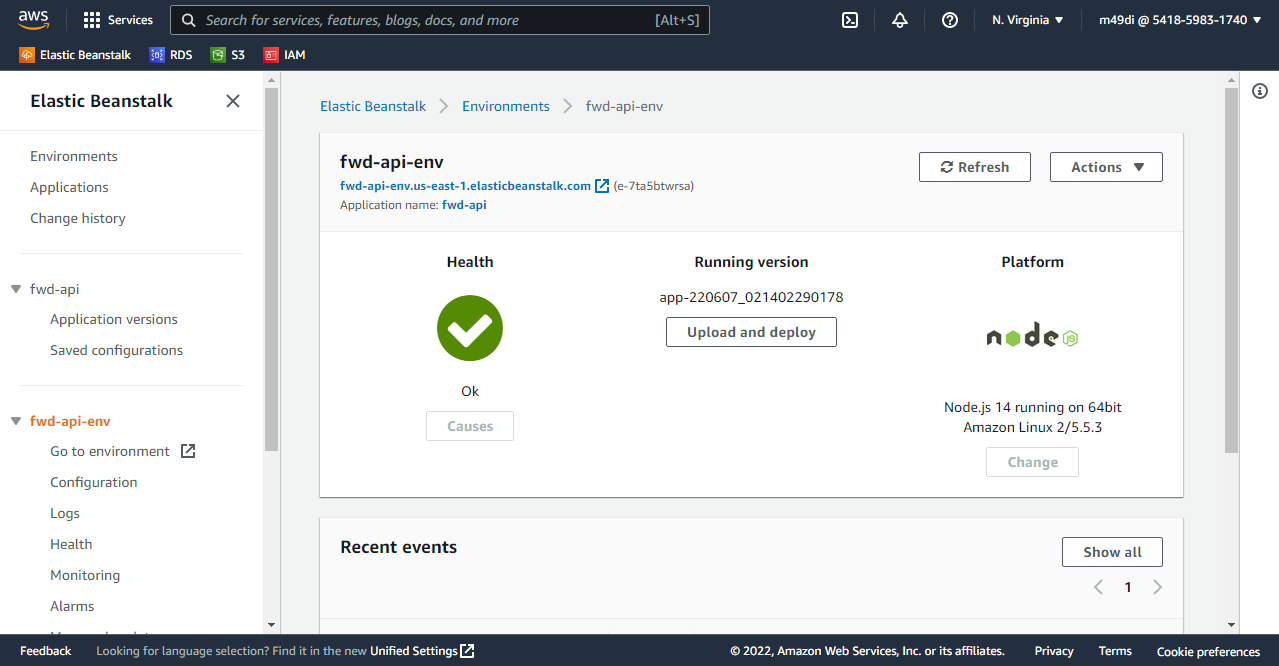 aws
Services
Search for services, features, blogs, docs, and more [Alt+S]
N. Virginia
m49di @ 5418-5983-1740
Elastic Beanstalk
RDS
S3
IAM
Elastic Beanstalk
Environments
Applications
Change history
fwd-api
Application versions
Saved configurations
fwd-api-env
Go to environment
Configuration
Logs
Health
Monitoring
Alarms
Elastic Beanstalk
Environments
fwd-api-env
fwd-api-env
fwd-api-env.us-east-1.elasticbeanstalk.com (e-7ta5btwrsa)
Application name: fwd-api
Refresh
Actions
Health
Ok
Causes
Running version
app-220607_021402290178
Upload and deploy
Platform
node JS
Node.js 14 running on 64bit
Amazon Linux 2/5.5.3
Change
Recent events
Show all
1
Feedback
Looking for language selection? Find it in the new Unified Settings
© 2022, Amazon Web Services, Inc. or its affiliates.
Privacy
Terms
Cookie preferences